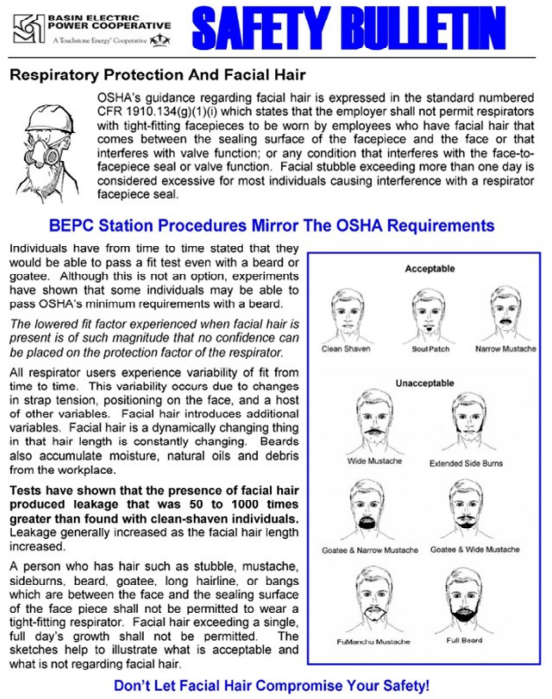 BASIN ELECTRIC
POWER COOPERATIVE
A Touchstone Energy® Cooperative
SAFETY BULLETIN
Respiratory Protection And Facial Hair
OSHA's guidance regarding facial hair is expressed in the standard numbered
CFR 1910.134(g)(1)(i) which states that the employer shall not permit respirators
with tight-fitting facepieces to be worn by employees who have facial hair that
comes between the sealing surface of the facepiece and the face or that
interferes with valve function; or any condition that interferes with the face-to-
facepiece seal or valve function. Facial stubble exceeding more than one day is
considered excessive for most individuals causing interference with a respirator
facepiece seal.
BEPC Station Procedures Mirror The OSHA Requirements
Individuals have from time to time stated that they
would be able to pass a fit test even with a beard or
goatee. Although this is not an option, experiments
have shown that some individuals may be able to
pass OSHA's minimum requirements with a beard.
The lowered fit factor experienced when facial hair is
present is of such magnitude that no confidence can
be placed on the protection factor of the respirator.
All respirator users experience variability of fit from
time to time. This variability occurs due to changes
in strap tension, positioning on the face, and a host
of other variables. Facial hair introduces additional
variables. Facial hair is a dynamically changing thing
in that hair length is constantly changing. Beards
also accumulate moisture, natural oils and debris
from the workplace.
Tests have shown that the presence of facial hair
produced leakage that was 50 to 1000 times
greater than found with clean-shaven individuals.
Leakage generally increased as the facial hair length
increased.
A person who has hair such as stubble, mustache,
sideburns, beard, goatee, long hairline, or bangs
which are between the face and the sealing surface
of the face piece shall not be permitted to wear a
tight-fitting respirator. Facial hair exceeding a single,
full day's growth shall not be permitted. The
sketches help to illustrate what is acceptable and
what is not regarding facial hair.
Acceptable
Clean Shaven
Soul Patch
Narrow Mustache
Unacceptable
Wide Mustache
Extended Side Burns
Goatee & Narrow Mustache
Goatee & Wide Mustache
FuManchu Mustache
Full Beard
Don't Let Facial Hair Compromise Your Safety!